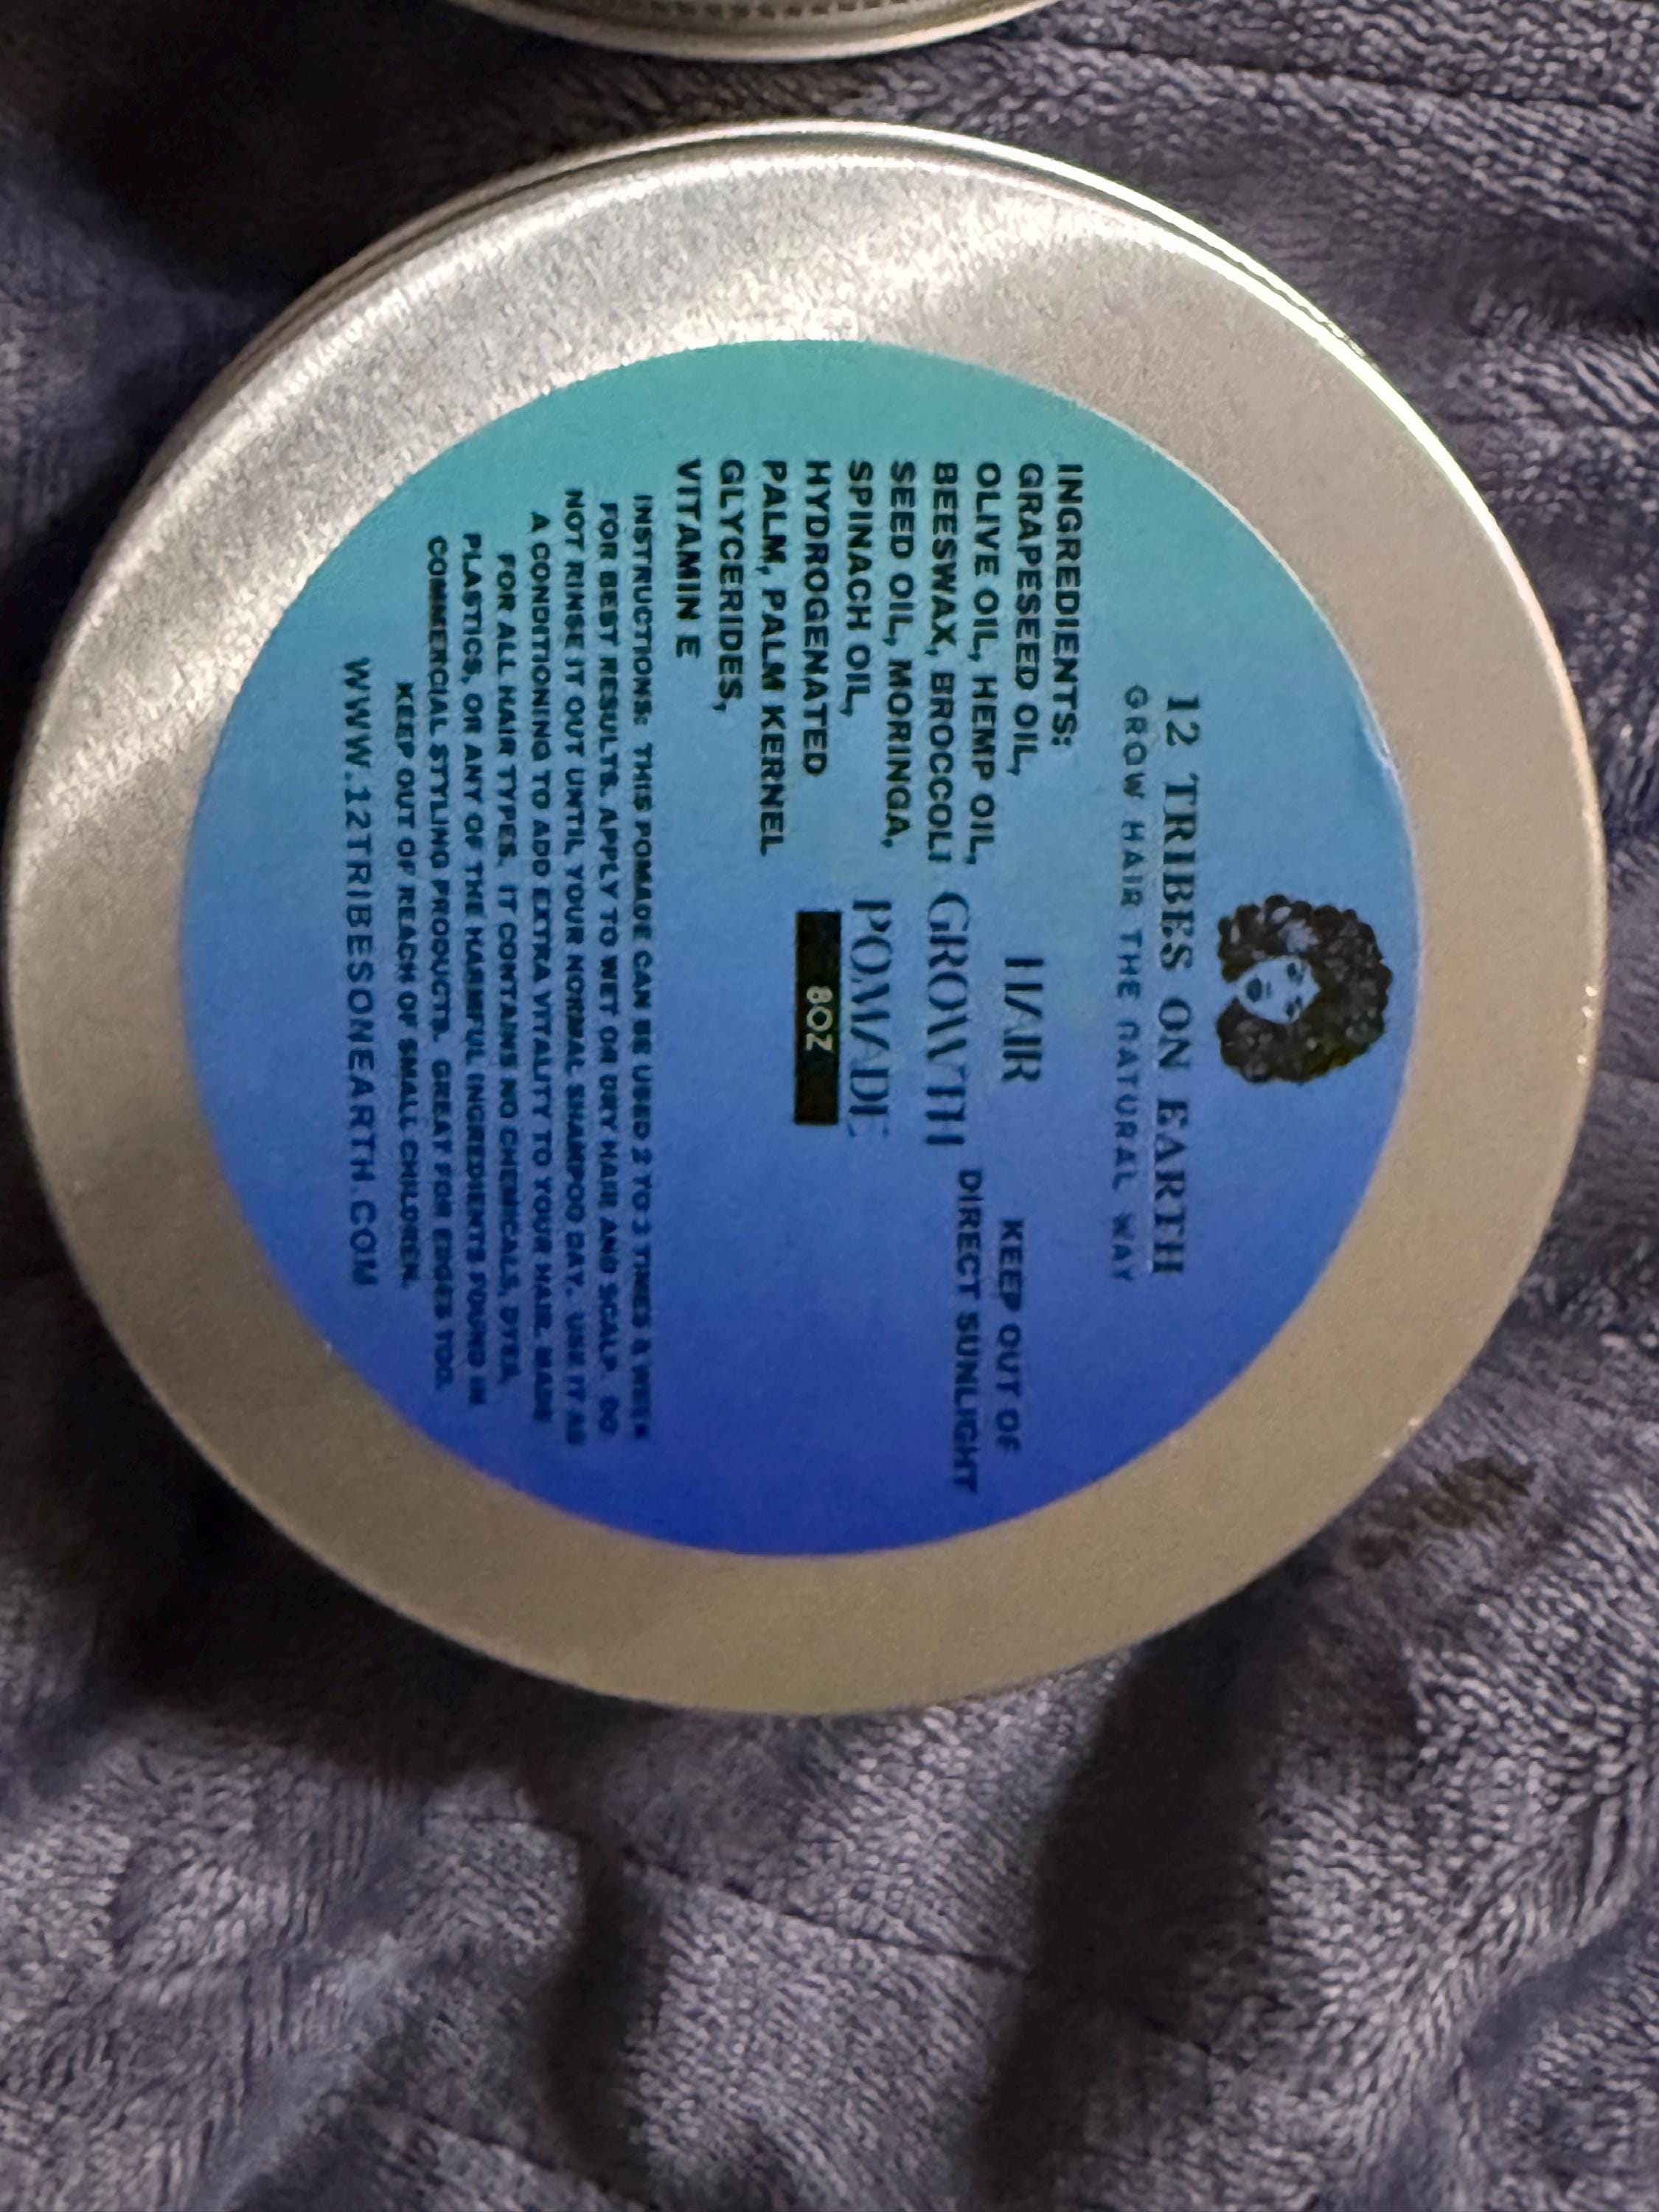 12 TRIBES ON EARTH
GROW HAIR THE NATURAL WAY
INGREDIENTS:
GRAPESEED OIL,
OLIVE OIL, HEMP OIL,
BEESWAX, BROCCOLI
SEED OIL, MORINGA,
SPINACH OIL,
HYDROGENATED
PALM, PALM KERNEL
GLYCERIDES,
VITAMIN E
HAIR
GROWTH
POMADE
8OZ
KEEP OUT OF
DIRECT SUNLIGHT
INSTRUCTIONS: THIS POMADE CAN BE USED 2 TO 3 TIMES A WEEK
FOR BEST RESULTS. APPLY TO WET OR DRY HAIR AND SCALP. DO
NOT RINSE IT OUT UNTIL YOUR NORMAL SHAMPOO DAY. USE IT AS
A CONDITIONING TO ADD EXTRA VITALITY TO YOUR HAIR. MADE
FOR ALL HAIR TYPES. IT CONTAINS NO CHEMICALS, DYES,
PLASTICS, OR ANY OF THE HARMFUL INGREDIENTS FOUND IN
COMMERCIAL STYLING PRODUCTS. GREAT FOR EDGES TOO.
KEEP OUT OF REACH OF SMALL CHILDREN.
WWW.12TRIBESONEARTH.COM